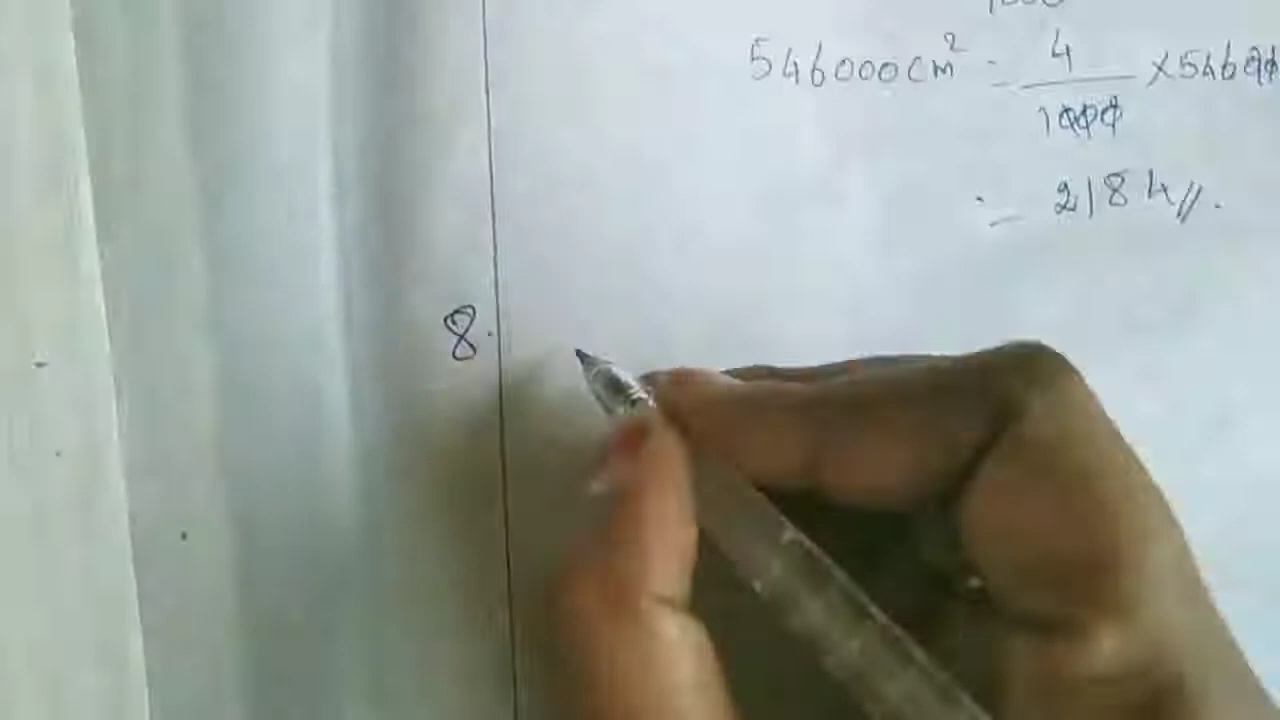 546000cm² = 4/1000 ×546000
= 2184//.
8.